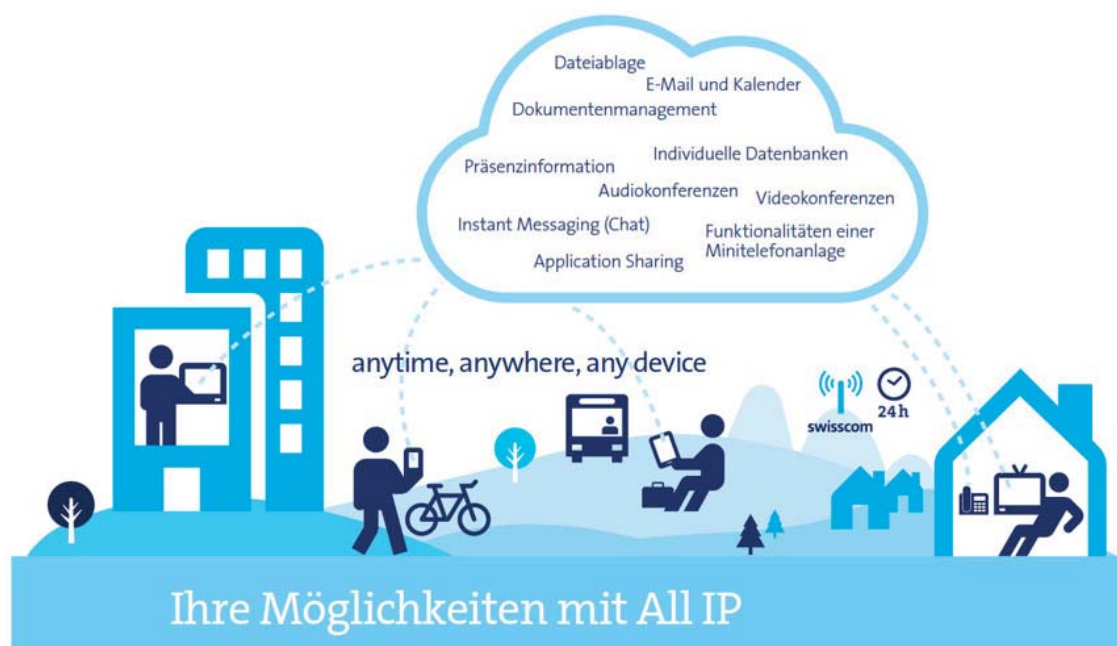 Dateiablage
E-Mail und Kalender
Dokumentenmanagement
Individuelle Datenbanken
Präsenzinformation
Audiokonferenzen
Videokonferenzen
Instant Messaging (Chat)
Funktionalitäten einer
Minitelefonanlage
Application Sharing
anytime, anywhere, any device
swisscom
24h
Ihre Möglichkeiten mit All IP